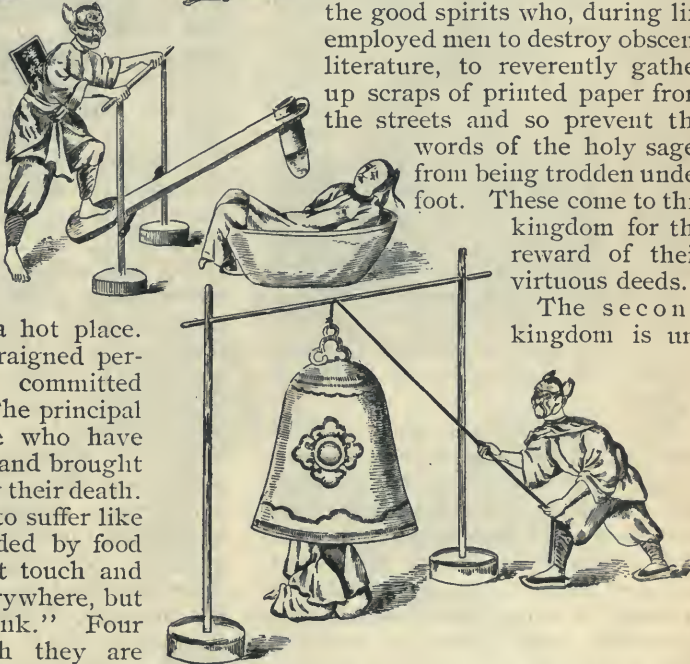 the good spirits who, during li
employed men to destroy obscen
literature, to reverently gathe
up scraps of printed paper from
the streets and so prevent th
words of the holy sage
from being trodden unde
foot. These come to thi
kingdom for th
reward of thei
virtuous deeds.
The secon
kingdom is un
a hot place.
raigned per-
committed
he principal
e who have
and brought
their death.
to suffer like
ded by food
t touch and
rywhere, but
nk." Four
h they are